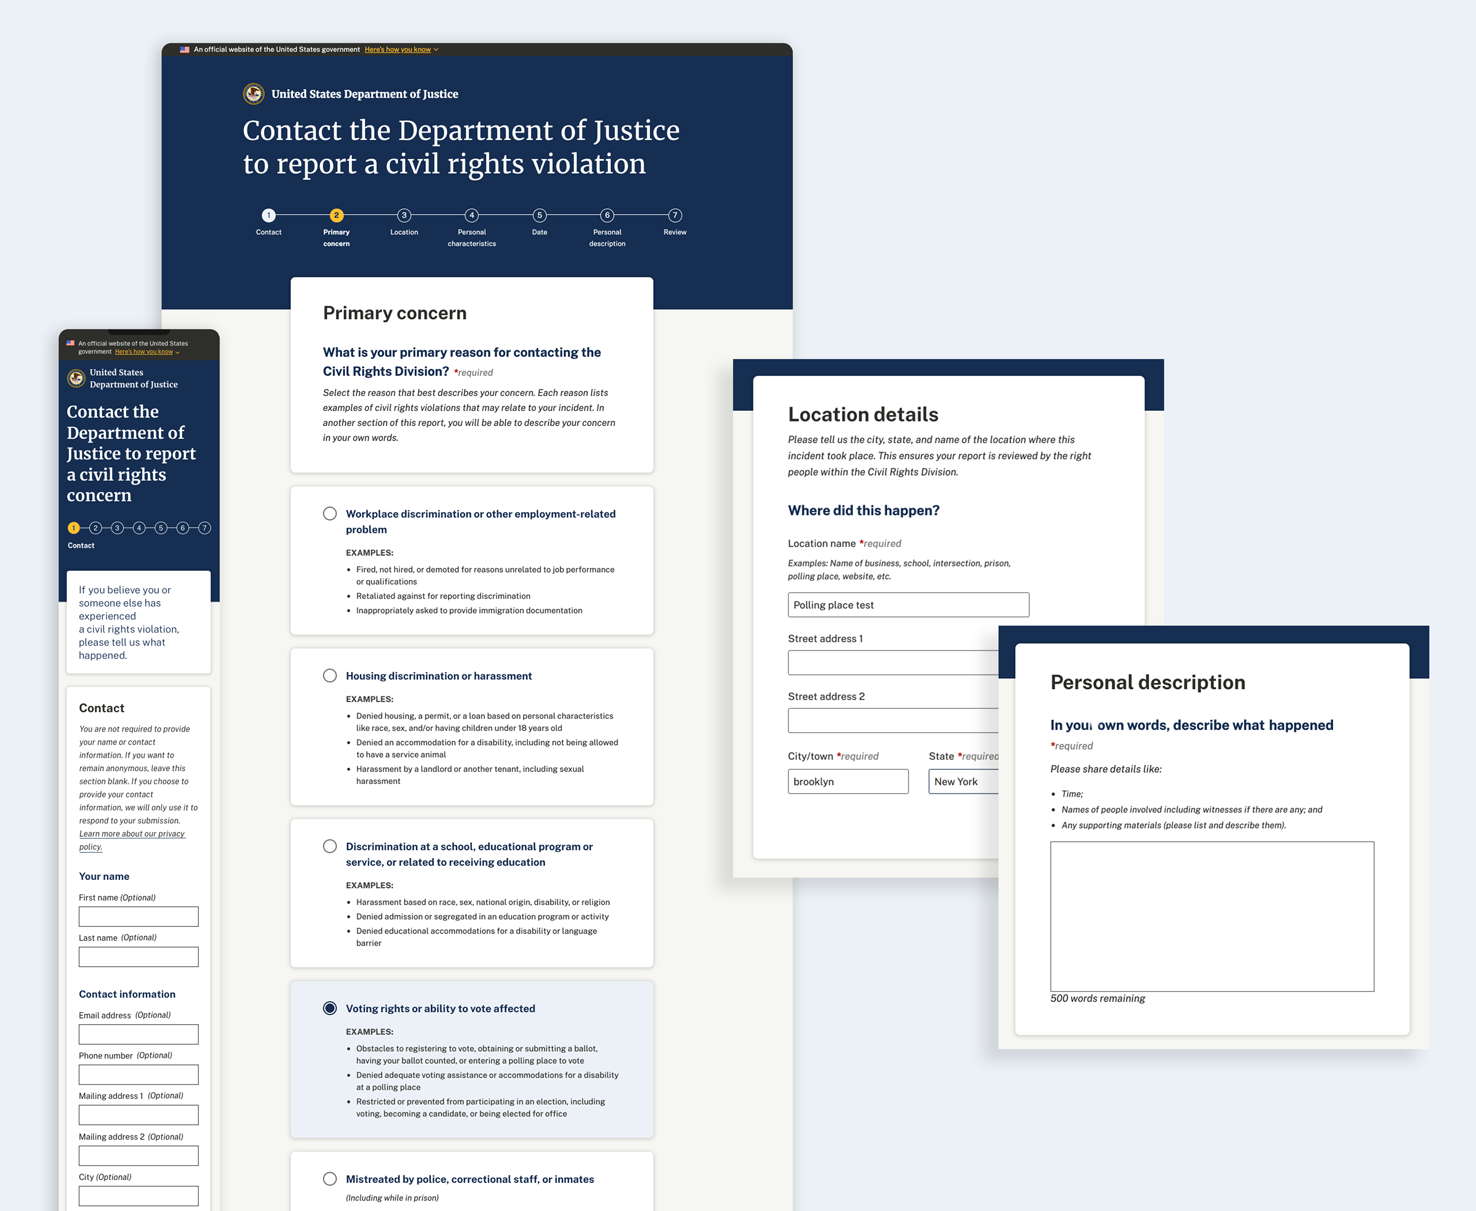 An official website of the United States government Here's how you know
United States Department of Justice
Contact the Department of Justice
to report a civil rights violation
1 2 3 4 5 6 7
Contact Primary concern Location Personal characteristics Date Personal description Review
Primary concern
What is your primary reason for contacting the
Civil Rights Division? *required
Select the reason that best describes your concern. Each reason lists
examples of civil rights violations that may relate to your incident. In
another section of this report, you will be able to describe your concern
in your own words.
Workplace discrimination or other employment-related
problem
EXAMPLES:
• Fired, not hired, or demoted for reasons unrelated to job performance
or qualifications
• Retaliated against for reporting discrimination
• Inappropriately asked to provide immigration documentation
Housing discrimination or harassment
EXAMPLES:
• Denied housing, a permit, or a loan based on personal characteristics
like race, sex, and/or having children under 18 years old
• Denied an accommodation for a disability, including not being allowed
to have a service animal
• Harassment by a landlord or another tenant, including sexual
harassment
Discrimination at a school, educational program or
service, or related to receiving education
EXAMPLES:
• Harassment based on race, sex, national origin, disability, or religion
• Denied admission or segregated in an education program or activity
• Denied educational accommodations for a disability or language
barrier
Voting rights or ability to vote affected
EXAMPLES:
• Obstacles to registering to vote, obtaining or submitting a ballot,
having your ballot counted, or entering a polling place to vote
• Denied adequate voting assistance or accommodations for a disability
at a polling place
• Restricted or prevented from participating in an election, including
voting, becoming a candidate, or being elected for office
Mistreated by police, correctional staff, or inmates
(Including while in prison)
An official website of the United States
government Here's how you know
United States
Department of Justice
Contact the
Department of
Justice to report
a civil rights
concern
1 2 3 4 5 6 7
Contact
If you believe you or
someone else has
experienced
a civil rights violation,
please tell us what
happened.
Contact
You are not required to provide
your name or contact
information. If you want to
remain anonymous, leave this
section blank. If you choose to
provide your contact
information, we will only use it to
respond to your submission.
Learn more about our privacy
policy.
Your name
First name (Optional)
Last name (Optional)
Contact information
Email address (Optional)
Phone number (Optional)
Mailing address 1 (Optional)
Mailing address 2 (Optional)
City (Optional)
Location details
Please tell us the city, state, and name of the location where this
incident took place. This ensures your report is reviewed by the right
people within the Civil Rights Division.
Where did this happen?
Location name *required
Examples: Name of business, school, intersection, prison,
polling place, website, etc.
Polling place test
Street address 1
Street address 2
City/town *required State *required
brooklyn New York
Personal description
In your own words, describe what happened
*required
Please share details like:
• Time;
• Names of people involved including witnesses if there are any; and
• Any supporting materials (please list and describe them).
500 words remaining